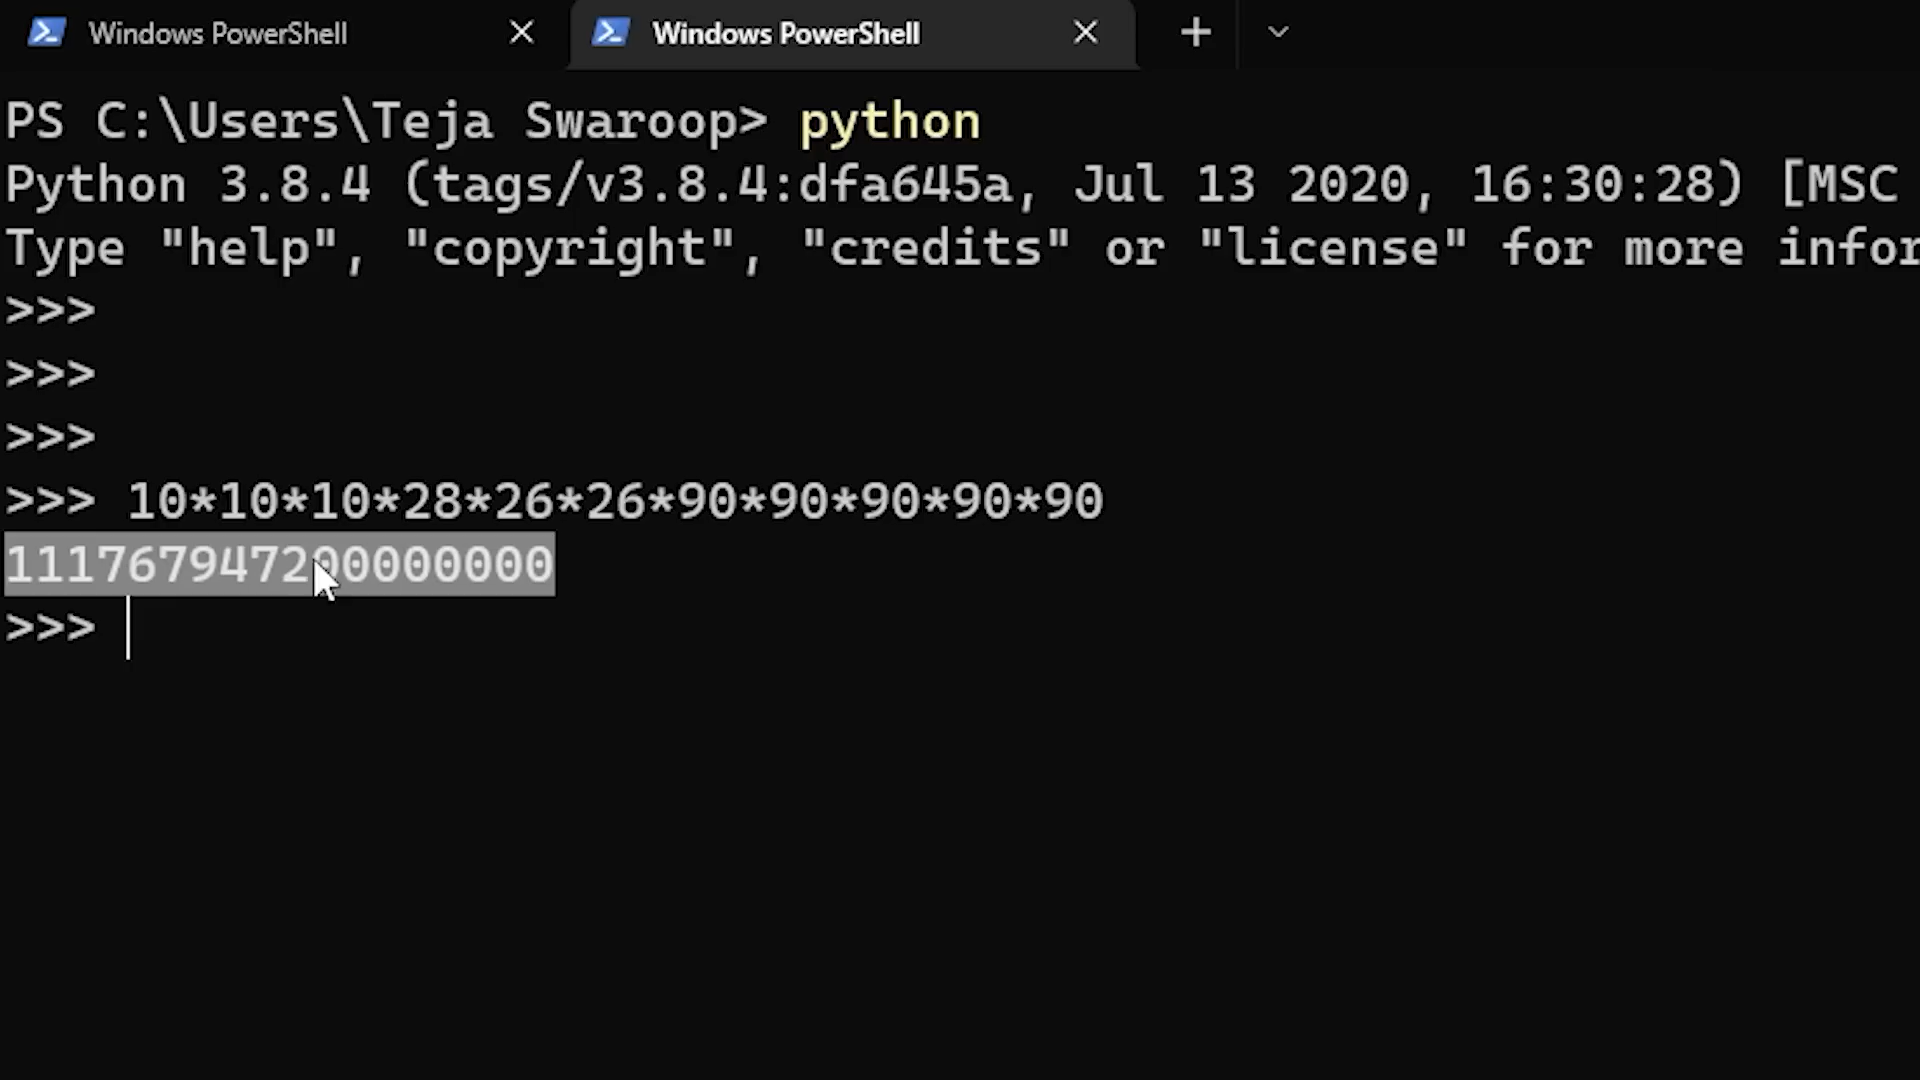 Windows PowerShell
Windows PowerShell
PS C:\Users\Teja Swaroop> python
Python 3.8.4 (tags/v3.8.4:dfa645a, Jul 13 2020, 16:30:28) [MSC
Type "help", "copyright", "credits" or "license" for more infor
>>>
>>>
>>>
>>> 10*10*10*28*26*26*90*90*90*90*90
111767947200000000
>>>